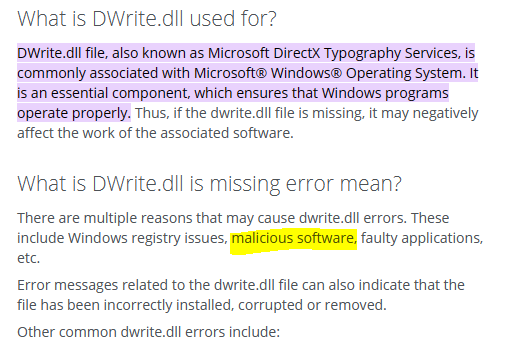 What is DWrite.dll used for?
DWrite.dll file, also known as Microsoft DirectX Typography Services, is
commonly associated with Microsoft® Windows® Operating System. It
is an essential component, which ensures that Windows programs
operate properly. Thus, if the dwrite.dll file is missing, it may negatively
affect the work of the associated software.
What is DWrite.dll is missing error mean?
There are multiple reasons that may cause dwrite.dll errors. These
include Windows registry issues, malicious software, faulty applications,
etc.
Error messages related to the dwrite.dll file can also indicate that the
file has been incorrectly installed, corrupted or removed.
Other common dwrite.dll errors include: